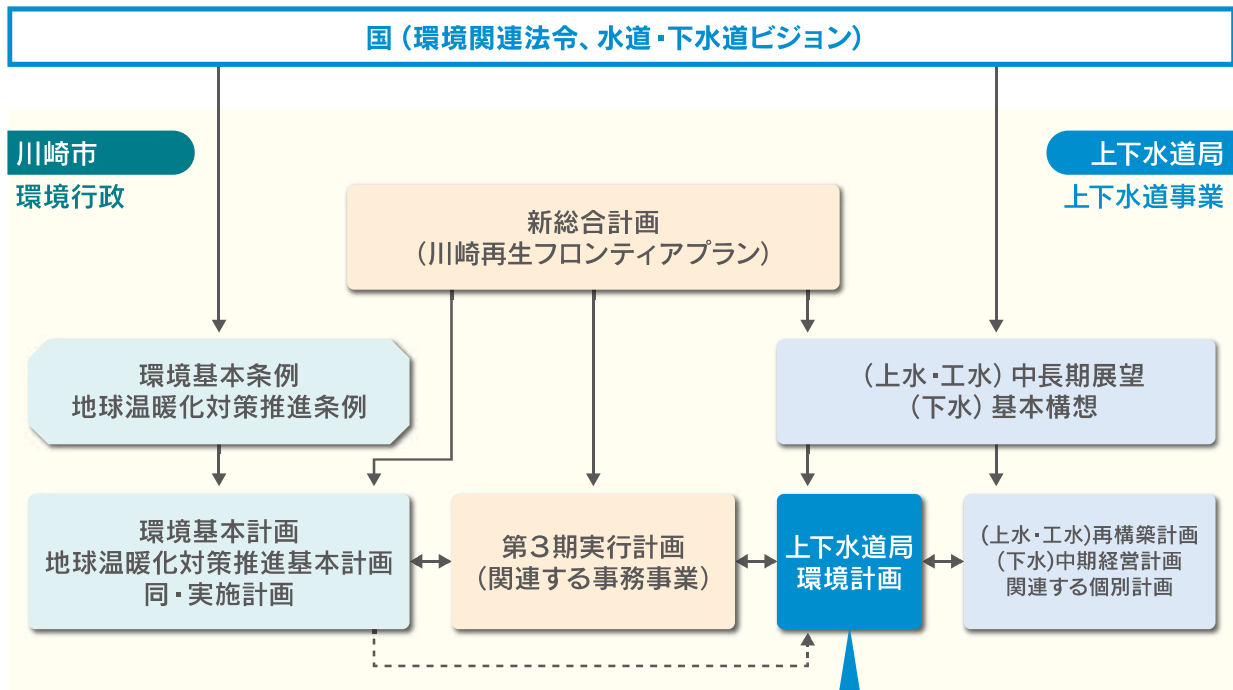 国（環境関連法令、水道・下水道ビジョン）
川崎市
環境行政
上下水道局
上下水道事業
新総合計画
（川崎再生フロンティアプラン）
環境基本条例
地球温暖化対策推進条例
（上水・工水）中長期展望
（下水）基本構想
環境基本計画
地球温暖化対策推進基本計画
同・実施計画
第3期実行計画
（関連する事務事業）
上下水道局
環境計画
（上水・工水）再構築計画
（下水）中期経営計画
関連する個別計画